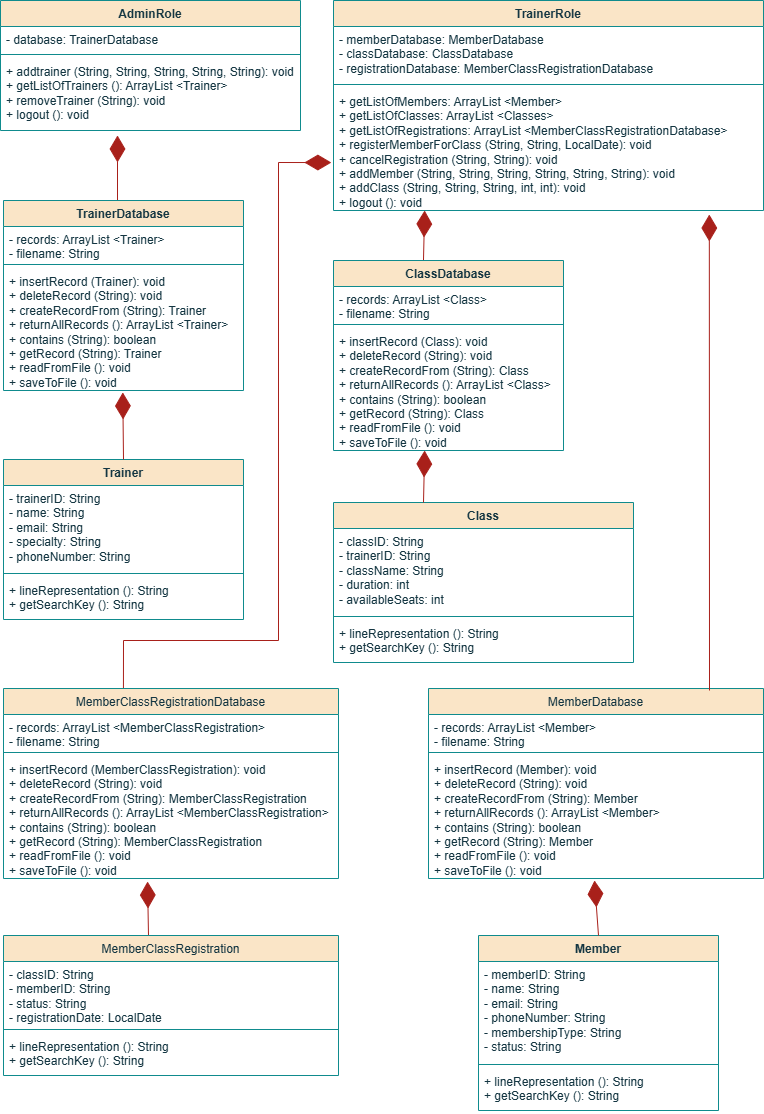 AdminRole
- database: TrainerDatabase
+ addtrainer (String, String, String, String, String): void
+ getListOfTrainers (): ArrayList <Trainer>
+ removeTrainer (String): void
+ logout (): void
TrainerRole
- memberDatabase: MemberDatabase
- classDatabase: ClassDatabase
- registrationDatabase: MemberClassRegistrationDatabase
+ getListOfMembers: ArrayList <Member>
+ getListOfClasses: ArrayList <Classes>
+ getListOfRegistrations: ArrayList <MemberClassRegistrationDatabase>
+ registerMemberForClass (String, String, LocalDate): void
+ cancelRegistration (String, String): void
+ addMember (String, String, String, String, String, String): void
+ addClass (String, String, String, int, int): void
+ logout (): void
TrainerDatabase
- records: ArrayList <Trainer>
- filename: String
+ insertRecord (Trainer): void
+ deleteRecord (String): void
+ createRecordFrom (String): Trainer
+ returnAllRecords (): ArrayList <Trainer>
+ contains (String): boolean
+ getRecord (String): Trainer
+ readFromFile (): void
+ saveToFile (): void
ClassDatabase
- records: ArrayList <Class>
- filename: String
+ insertRecord (Class): void
+ deleteRecord (String): void
+ createRecordFrom (String): Class
+ returnAllRecords (): ArrayList <Class>
+ contains (String): boolean
+ getRecord (String): Class
+ readFromFile (): void
+ saveToFile (): void
Trainer
- trainerID: String
- name: String
- email: String
- specialty: String
- phoneNumber: String
+ lineRepresentation (): String
+ getSearchKey (): String
Class
- classID: String
- trainerID: String
- className: String
- duration: int
- availableSeats: int
+ lineRepresentation (): String
+ getSearchKey (): String
MemberClassRegistrationDatabase
- records: ArrayList <MemberClassRegistration>
- filename: String
+ insertRecord (MemberClassRegistration): void
+ deleteRecord (String): void
+ createRecordFrom (String): MemberClassRegistration
+ returnAllRecords (): ArrayList <MemberClassRegistration>
+ contains (String): boolean
+ getRecord (String): MemberClassRegistration
+ readFromFile (): void
+ saveToFile (): void
MemberDatabase
- records: ArrayList <Member>
- filename: String
+ insertRecord (Member): void
+ deleteRecord (String): void
+ createRecordFrom (String): Member
+ returnAllRecords (): ArrayList <Member>
+ contains (String): boolean
+ getRecord (String): Member
+ readFromFile (): void
+ saveToFile (): void
MemberClassRegistration
- classID: String
- memberID: String
- status: String
- registrationDate: LocalDate
+ lineRepresentation (): String
+ getSearchKey (): String
Member
- memberID: String
- name: String
- email: String
- phoneNumber: String
- membershipType: String
- status: String
+ lineRepresentation (): String
+ getSearchKey (): String